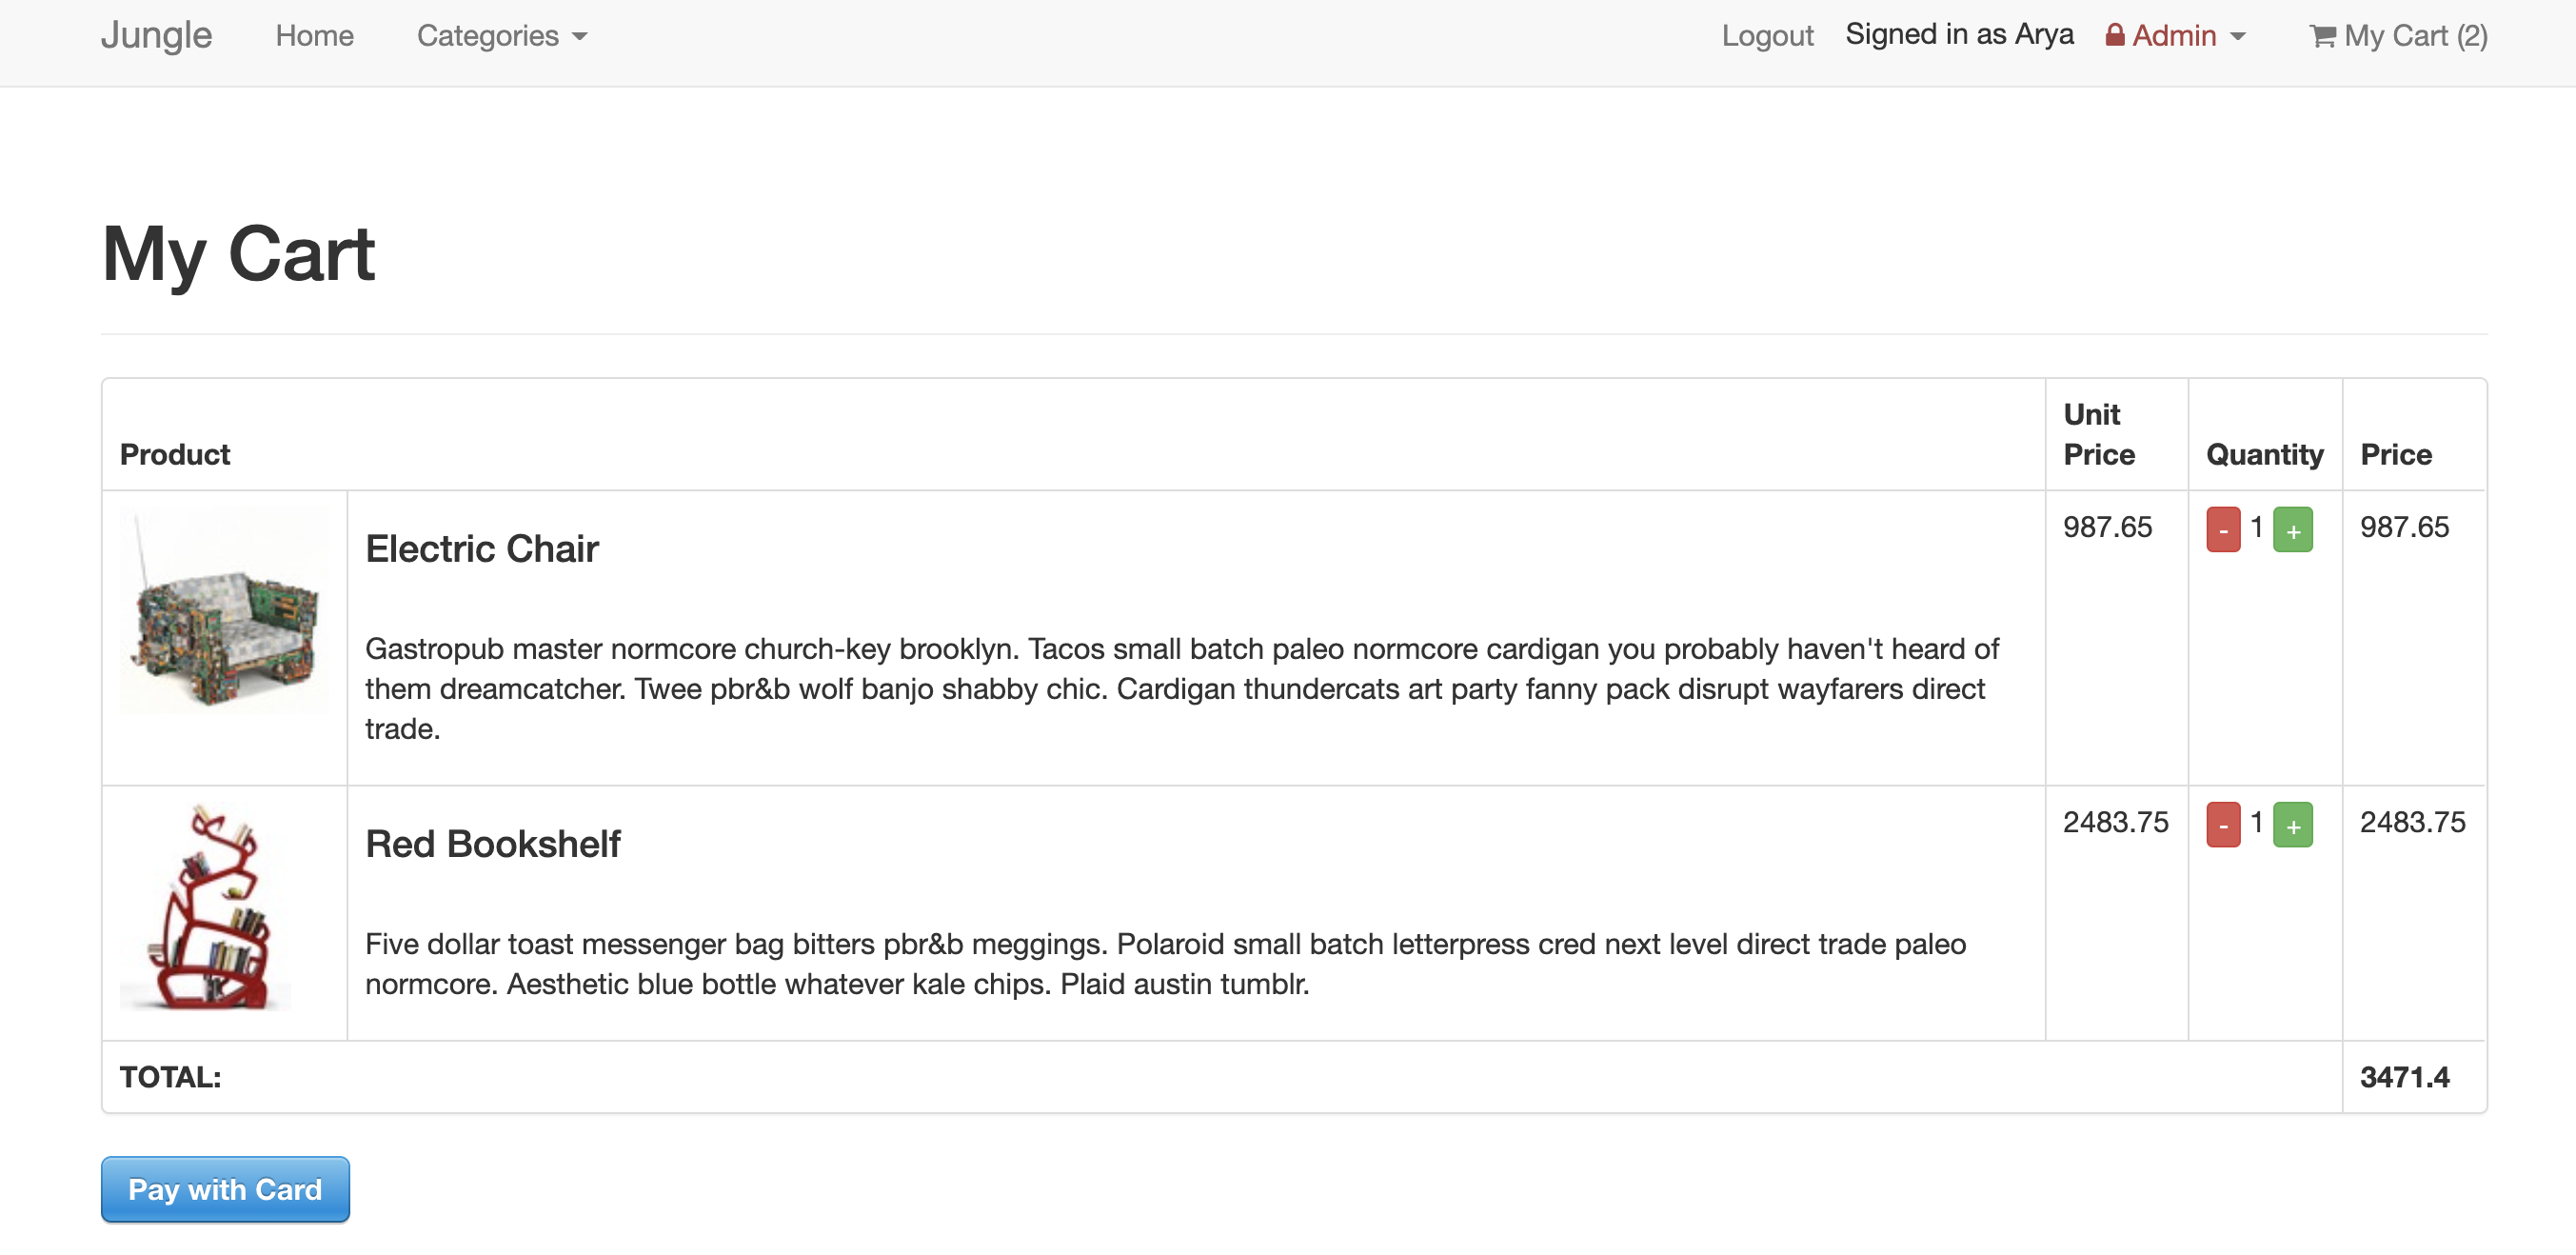 Jungle Home Categories Logout Signed in as Arya Admin My Cart (2)
My Cart
Product Unit Price Quantity Price
Electric Chair 987.65 - 1 + 987.65
Gastropub master normcore church-key brooklyn. Tacos small batch paleo normcore cardigan you probably haven't heard of
them dreamcatcher. Twee pbr&b wolf banjo shabby chic. Cardigan thundercats art party fanny pack disrupt wayfarers direct
trade.
Red Bookshelf 2483.75 - 1 + 2483.75
Five dollar toast messenger bag bitters pbr&b meggings. Polaroid small batch letterpress cred next level direct trade paleo
normcore. Aesthetic blue bottle whatever kale chips. Plaid austin tumblr.
TOTAL: 3471.4
Pay with Card